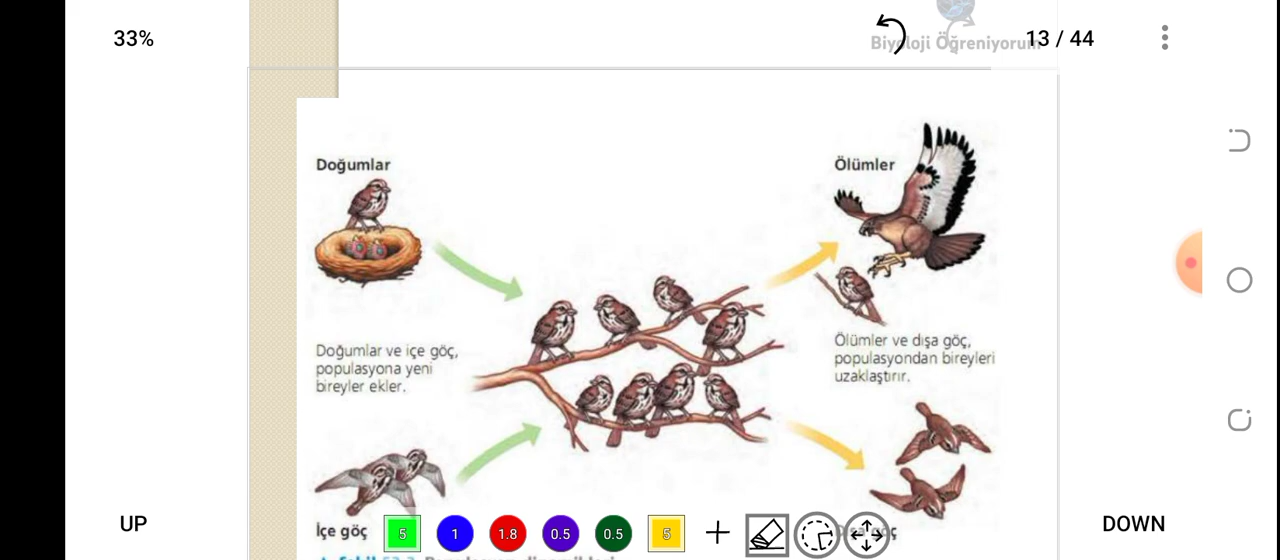 33%
Biyoloji Öğreniyorum
13 / 44
Doğumlar
Ölümler
Doğumlar ve içe göç,
populasyona yeni
bireyler ekler.
Ölümler ve dışa göç,
populasyondan bireyleri
uzaklaştırır.
UP
İçe göç
5
1
1.8
0.5
0.5
5
DOWN